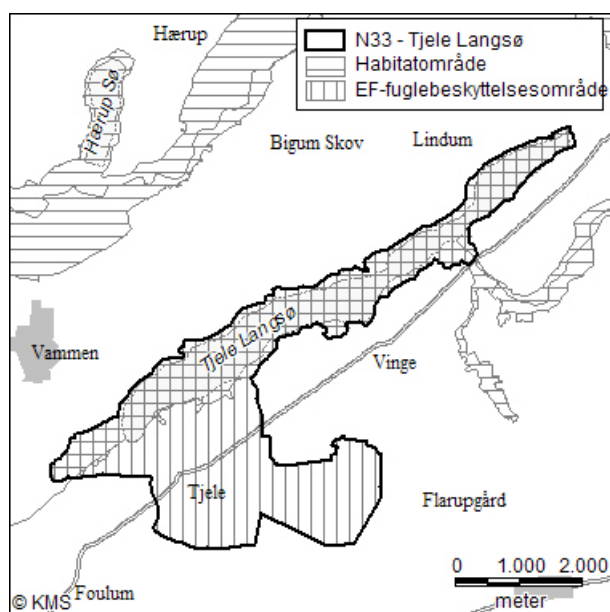 Hærup
N33 - Tjele Langsø
Habitatområde
EF-fuglebeskyttelsesområde
Hærup Sø
Bigum Skov
Lindum
Tjele Langsø
Vammen
Vinge
Tjele
Flarupgård
0 1.000 2.000
meter
Foulum
© KMS